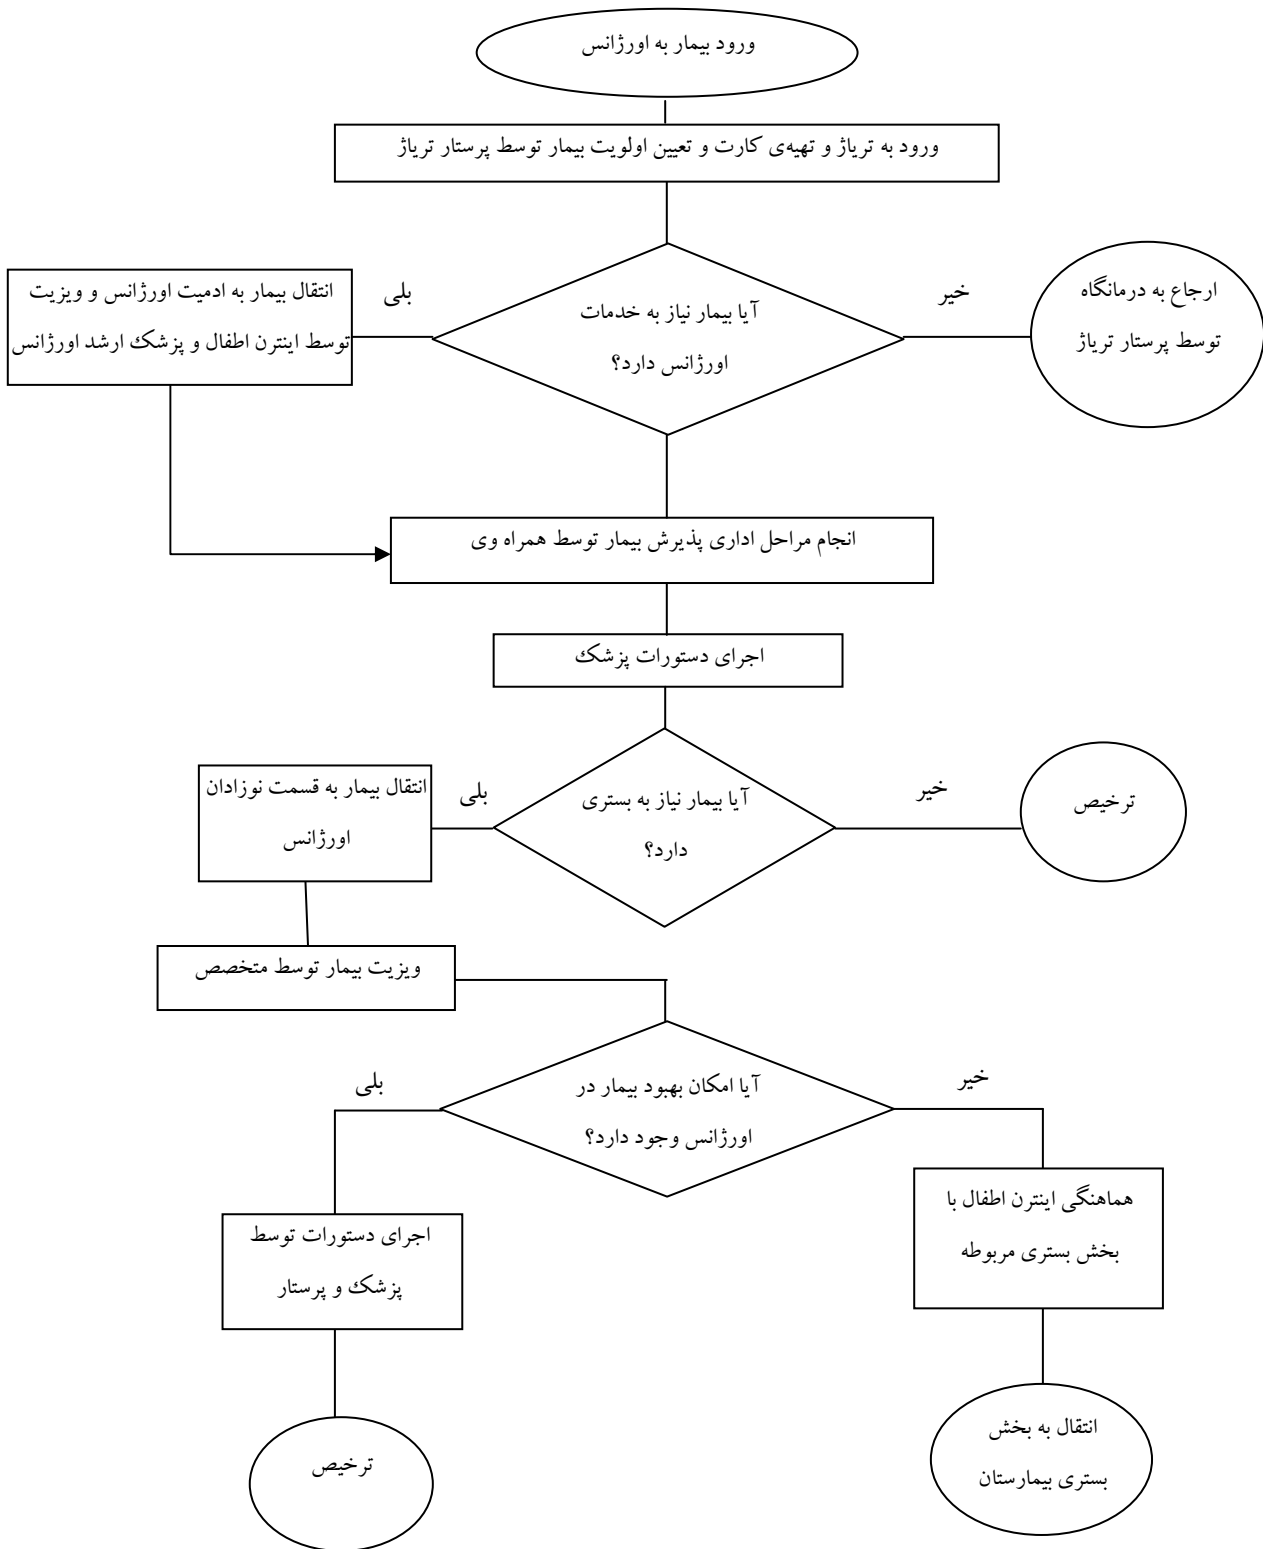 ورود بیمار به اورژانس
ورود به تریاژ و تهیه‌ی کارت و تعیین اولویت بیمار توسط پرستار تریاژ
ارجاع به درمانگاه
توسط پرستار تریاژ
خیر
آیا بیمار نیاز به خدمات
اورژانس دارد؟
بلی
انتقال بیمار به ادمیت اورژانس و ویزیت
توسط اینترن اطفال و پزشک ارشد اورژانس
انجام مراحل اداری پذیرش بیمار توسط همراه وی
اجرای دستورات پزشک
ترخیص
خیر
آیا بیمار نیاز به بستری
دارد؟
بلی
انتقال بیمار به قسمت نوزادان
اورژانس
ویزیت بیمار توسط متخصص
خیر
آیا امکان بهبود بیمار در
اورژانس وجود دارد؟
بلی
هماهنگی اینترن اطفال با
بخش بستری مربوطه
اجرای دستورات توسط
پزشک و پرستار
انتقال به بخش
بستری بیمارستان
ترخیص